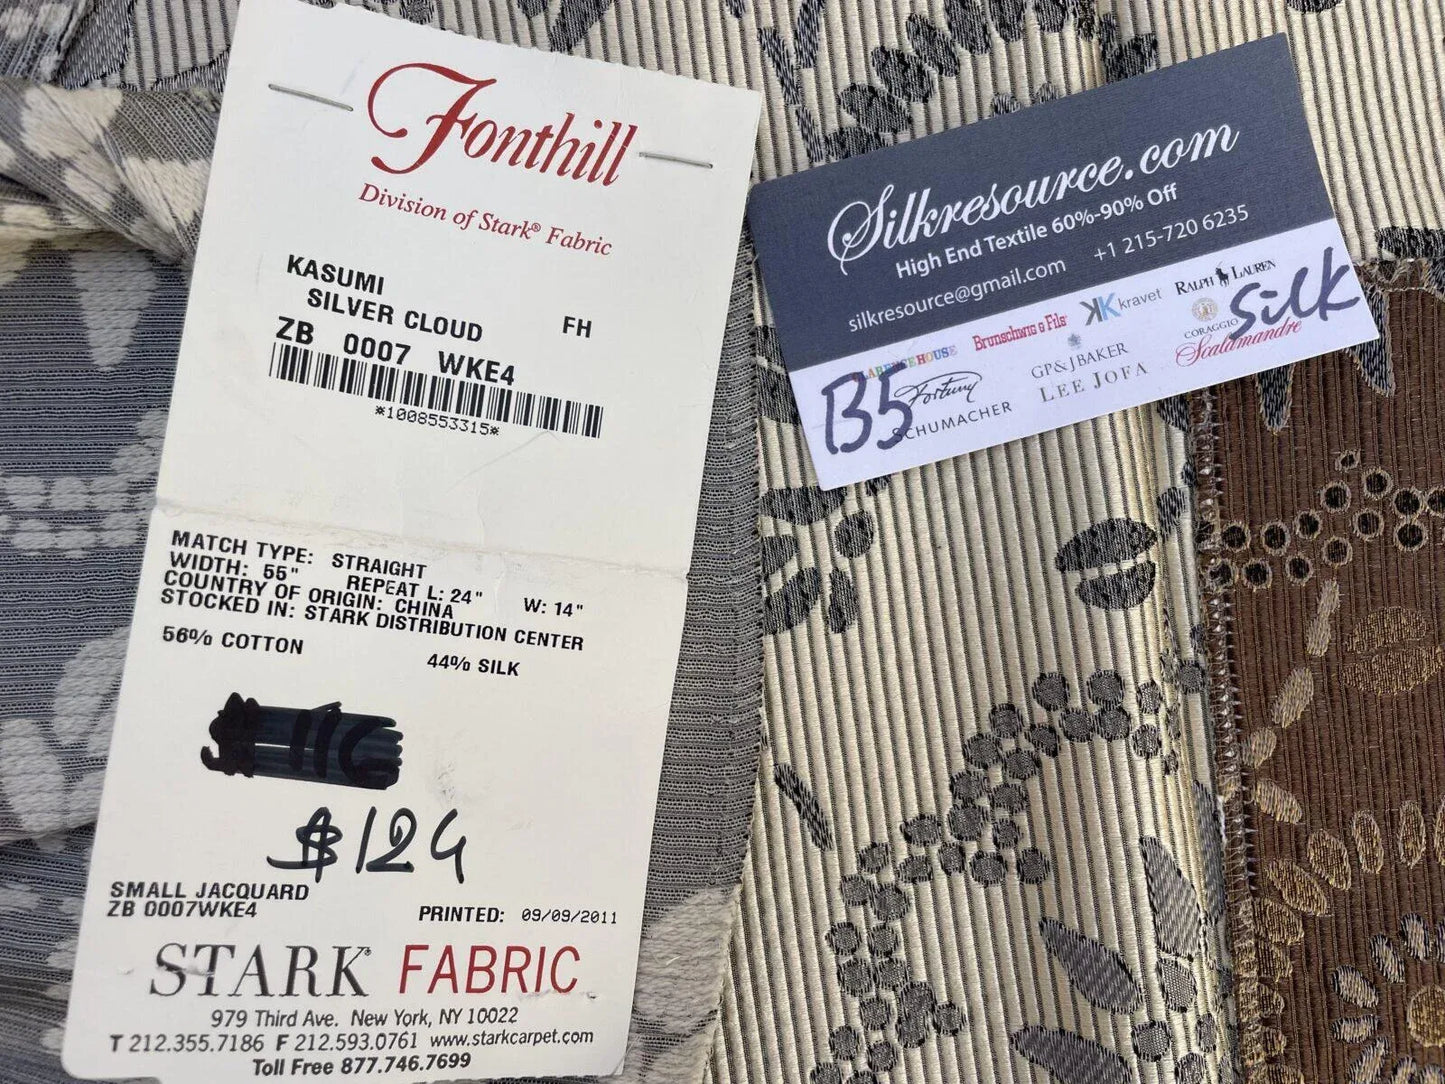 Fonthill
Division of Stark® Fabric
KASUMI
SILVER CLOUD FH
ZB 0007 WKE4
*1008553315*
MATCH TYPE: STRAIGHT
WIDTH: 55" REPEAT L: 24" W: 14"
COUNTRY OF ORIGIN: CHINA
STOCKED IN: STARK DISTRIBUTION CENTER
56% COTTON 44% SILK
$124
SMALL JACQUARD
ZB 0007WKE4 PRINTED: 09/09/2011
STARK® FABRIC
979 Third Ave. New York, NY 10022
T 212.355.7186 F 212.593.0761 www.starkcarpet.com
Toll Free 877.746.7699
Silkresource.com
High End Textile 60%-90% Off
silkresource@gmail.com +1 215-720 6235
CLARENCE HOUSE Brunschwig & Fils® kravet RALPH LAUREN
B5 Fortuny GP&JBAKER CORAGGIO Silk
SCHUMACHER LEE JOFA Scalamandre